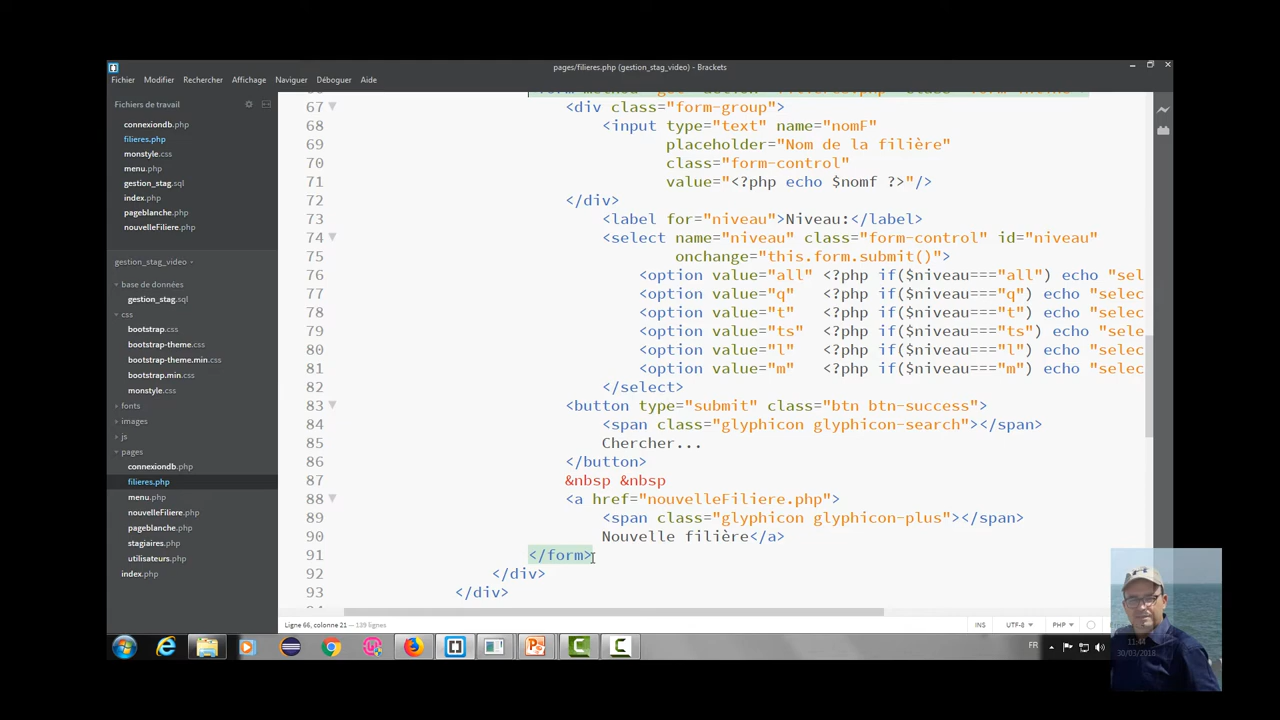 pages/filieres.php (gestion_stag_video) - Brackets
Fichier Modifier Rechercher Affichage Naviguer Déboguer Aide
Fichiers de travail
connexiondb.php
filieres.php
monstyle.css
menu.php
gestion_stag.sql
index.php
pageblanche.php
nouvelleFiliere.php
gestion_stag_video
base de données
gestion_stag.sql
css
bootstrap.css
bootstrap-theme.css
bootstrap-theme.min.css
bootstrap.min.css
monstyle.css
fonts
images
js
pages
connexiondb.php
filieres.php
menu.php
nouvelleFiliere.php
pageblanche.php
stagiaires.php
utilisateurs.php
index.php
67 <div class="form-group">
68 <input type="text" name="nomF"
69 placeholder="Nom de la filière"
70 class="form-control"
71 value="<?php echo $nomf ?>"/>
72 </div>
73 <label for="niveau">Niveau:</label>
74 <select name="niveau" class="form-control" id="niveau"
75 onchange="this.form.submit()">
76 <option value="all" <?php if($niveau==="all") echo "sel
77 <option value="q" <?php if($niveau==="q") echo "selec
78 <option value="t" <?php if($niveau==="t") echo "selec
79 <option value="ts" <?php if($niveau==="ts") echo "sele
80 <option value="l" <?php if($niveau==="l") echo "selec
81 <option value="m" <?php if($niveau==="m") echo "selec
82 </select>
83 <button type="submit" class="btn btn-success">
84 <span class="glyphicon glyphicon-search"></span>
85 Chercher...
86 </button>
87 &nbsp &nbsp
88 <a href="nouvelleFiliere.php">
89 <span class="glyphicon glyphicon-plus"></span>
90 Nouvelle filière</a>
91 </form>
92 </div>
93 </div>
Ligne 66, colonne 21 — 139 lignes
INS UTF-8 PHP
FR
11:44
30/03/2018